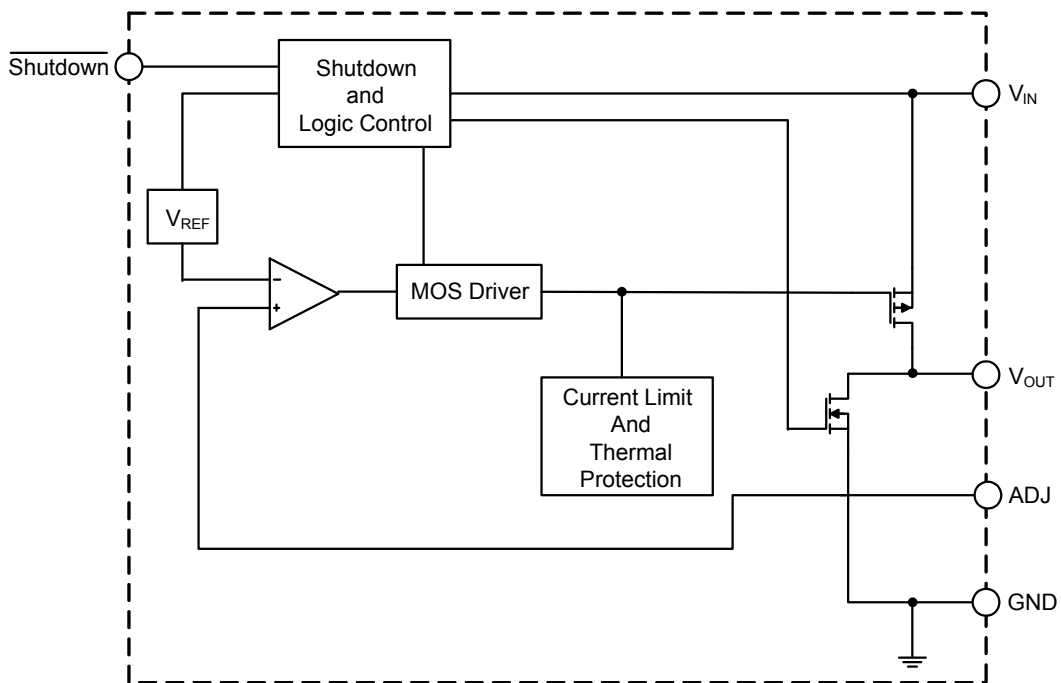 Shutdown
Shutdown
and
Logic Control
VIN
VREF
-
+
MOS Driver
VOUT
Current Limit
And
Thermal
Protection
ADJ
GND